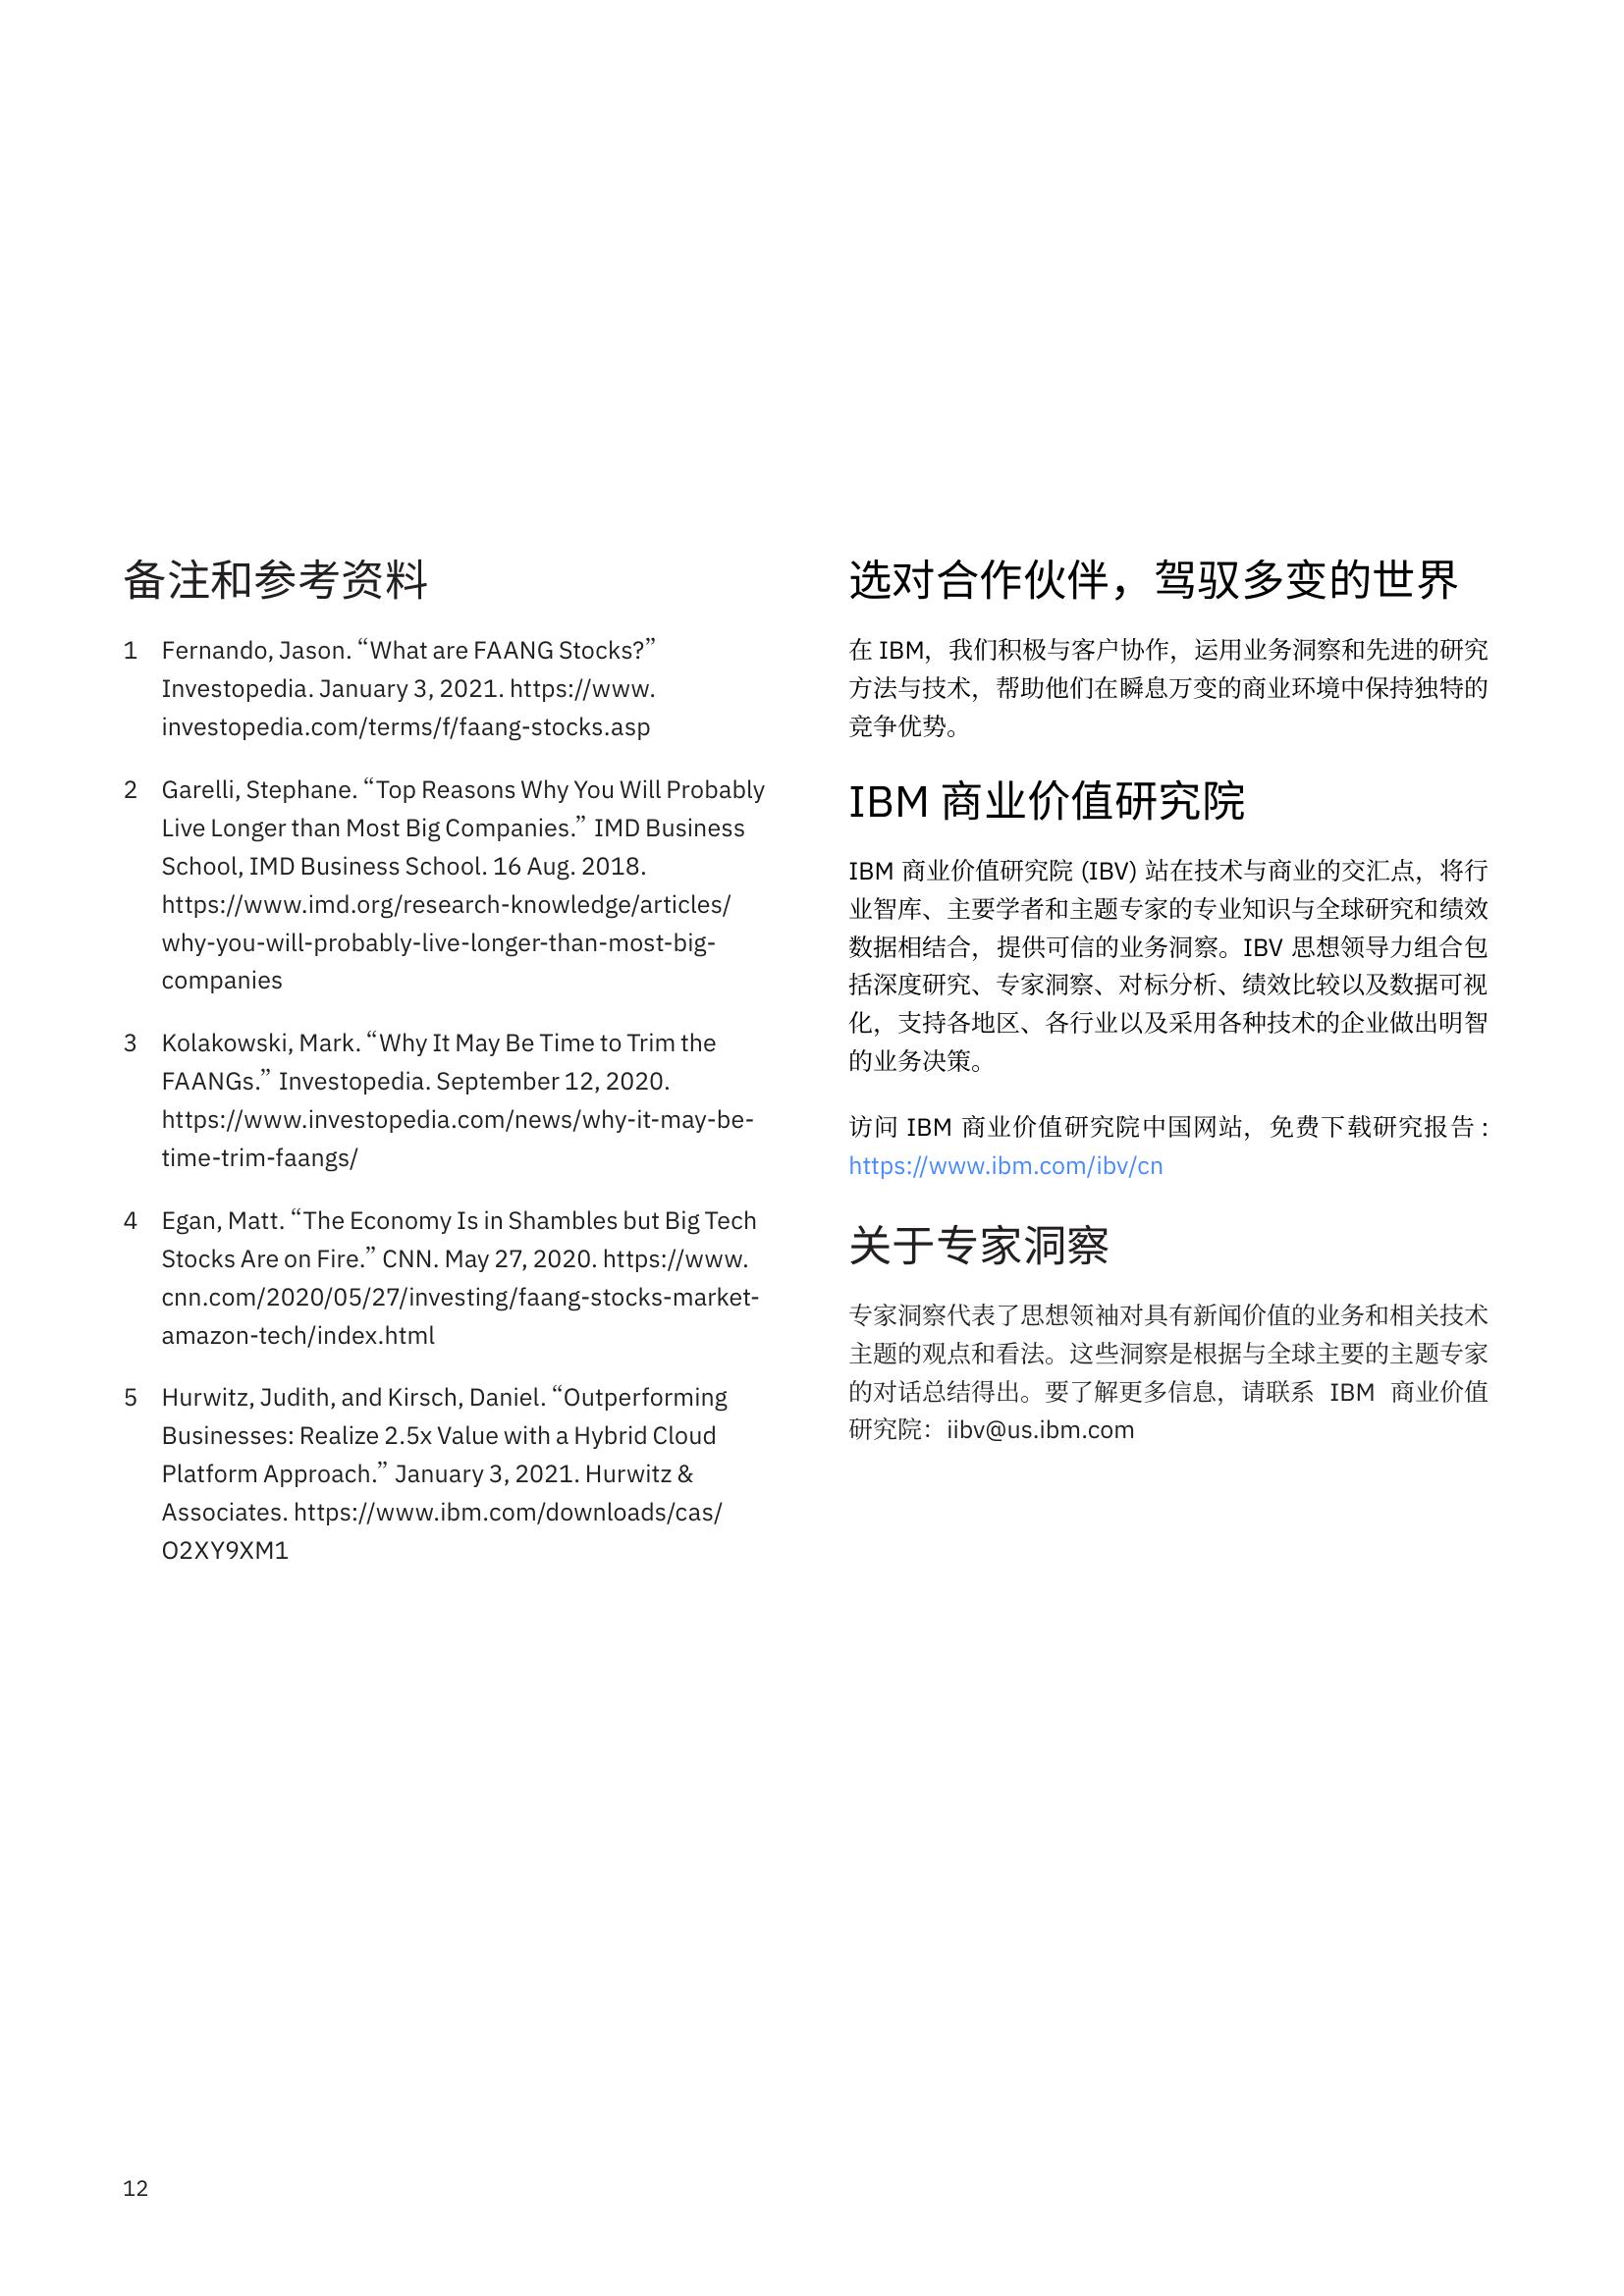 备注和参考资料
1 Fernando, Jason. “What are FAANG Stocks?”
Investopedia. January 3, 2021. https://www.
investopedia.com/terms/f/faang-stocks.asp
2 Garelli, Stephane. “Top Reasons Why You Will Probably
Live Longer than Most Big Companies.” IMD Business
School, IMD Business School. 16 Aug. 2018.
https://www.imd.org/research-knowledge/articles/
why-you-will-probably-live-longer-than-most-big-
companies
3 Kolakowski, Mark. “Why It May Be Time to Trim the
FAANGs.” Investopedia. September 12, 2020.
https://www.investopedia.com/news/why-it-may-be-
time-trim-faangs/
4 Egan, Matt. “The Economy Is in Shambles but Big Tech
Stocks Are on Fire.” CNN. May 27, 2020. https://www.
cnn.com/2020/05/27/investing/faang-stocks-market-
amazon-tech/index.html
5 Hurwitz, Judith, and Kirsch, Daniel. “Outperforming
Businesses: Realize 2.5x Value with a Hybrid Cloud
Platform Approach.” January 3, 2021. Hurwitz &
Associates. https://www.ibm.com/downloads/cas/
O2XY9XM1
选对合作伙伴，驾驭多变的世界
在 IBM，我们积极与客户协作，运用业务洞察和先进的研究
方法与技术，帮助他们在瞬息万变的商业环境中保持独特的
竞争优势。
IBM 商业价值研究院
IBM 商业价值研究院 (IBV) 站在技术与商业的交汇点，将行
业智库、主要学者和主题专家的专业知识与全球研究和绩效
数据相结合，提供可信的业务洞察。IBV 思想领导力组合包
括深度研究、专家洞察、对标分析、绩效比较以及数据可视
化，支持各地区、各行业以及采用各种技术的企业做出明智
的业务决策。
访问 IBM 商业价值研究院中国网站，免费下载研究报告：
https://www.ibm.com/ibv/cn
关于专家洞察
专家洞察代表了思想领袖对具有新闻价值的业务和相关技术
主题的观点和看法。这些洞察是根据与全球主要的主题专家
的对话总结得出。要了解更多信息，请联系 IBM 商业价值
研究院：iibv@us.ibm.com
12